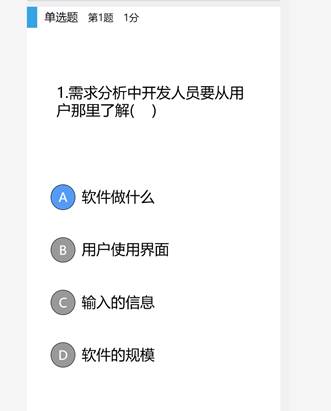 单选题 第1题 1分
1.需求分析中开发人员要从用
户那里了解( )
A 软件做什么
B 用户使用界面
C 输入的信息
D 软件的规模